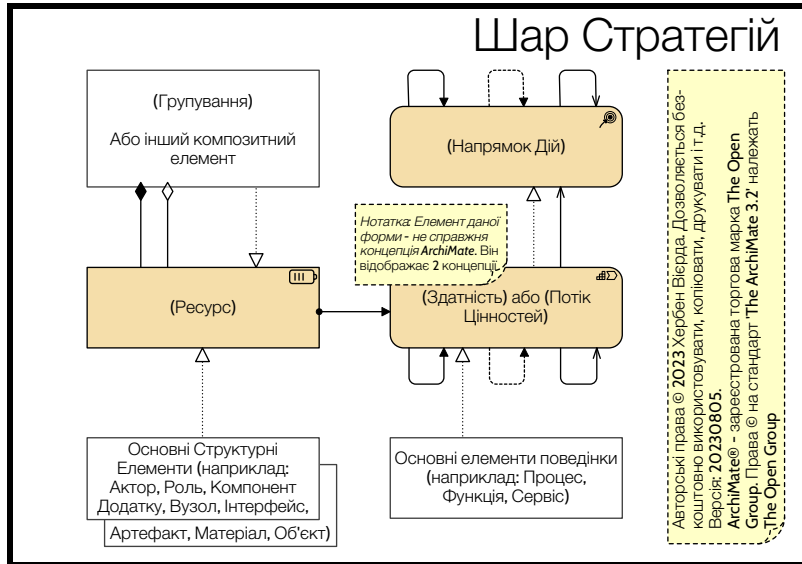 Шар Стратегій
(Групування)
Або інший композитний
елемент
(Напрямок Дій)
Нотатка: Елемент даної
форми - не справжня
концепція ArchiMate. Він
відображає 2 концепції.
(Ресурс)
(Здатність) або (Потік
Цінностей)
Основні Структурні
Елементи (наприклад:
Актор, Роль, Компонент
Додатку, Вузол, Інтерфейс,
Артефакт, Матеріал, Об'єкт)
Основні елементи поведінки
(наприклад: Процес,
Функція, Сервіс)
Авторські права © 2023 Хербен Вієрда. Дозволяється без-
коштовно використовувати, копіювати, друкувати і т.д.
Версія: 20230805.
ArchiMate® - зареєстрована торгова марка The Open
Group. Права © на стандарт 'The ArchiMate 3.2' належать
The Open Group